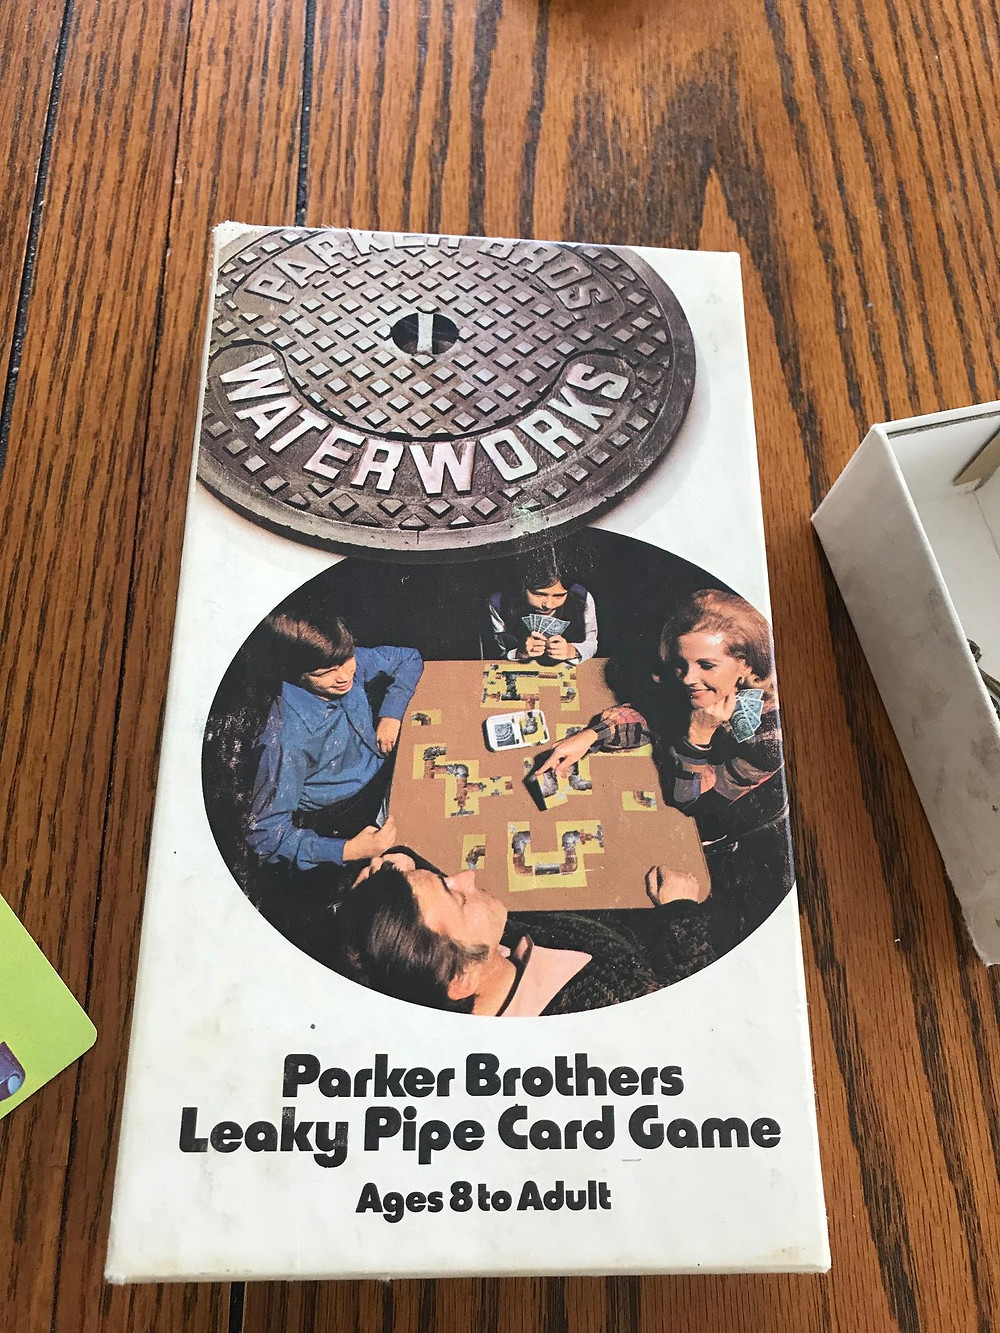 PARKER BROS.
WATERWORKS
Parker Brothers
Leaky Pipe Card Game
Ages 8 to Adult